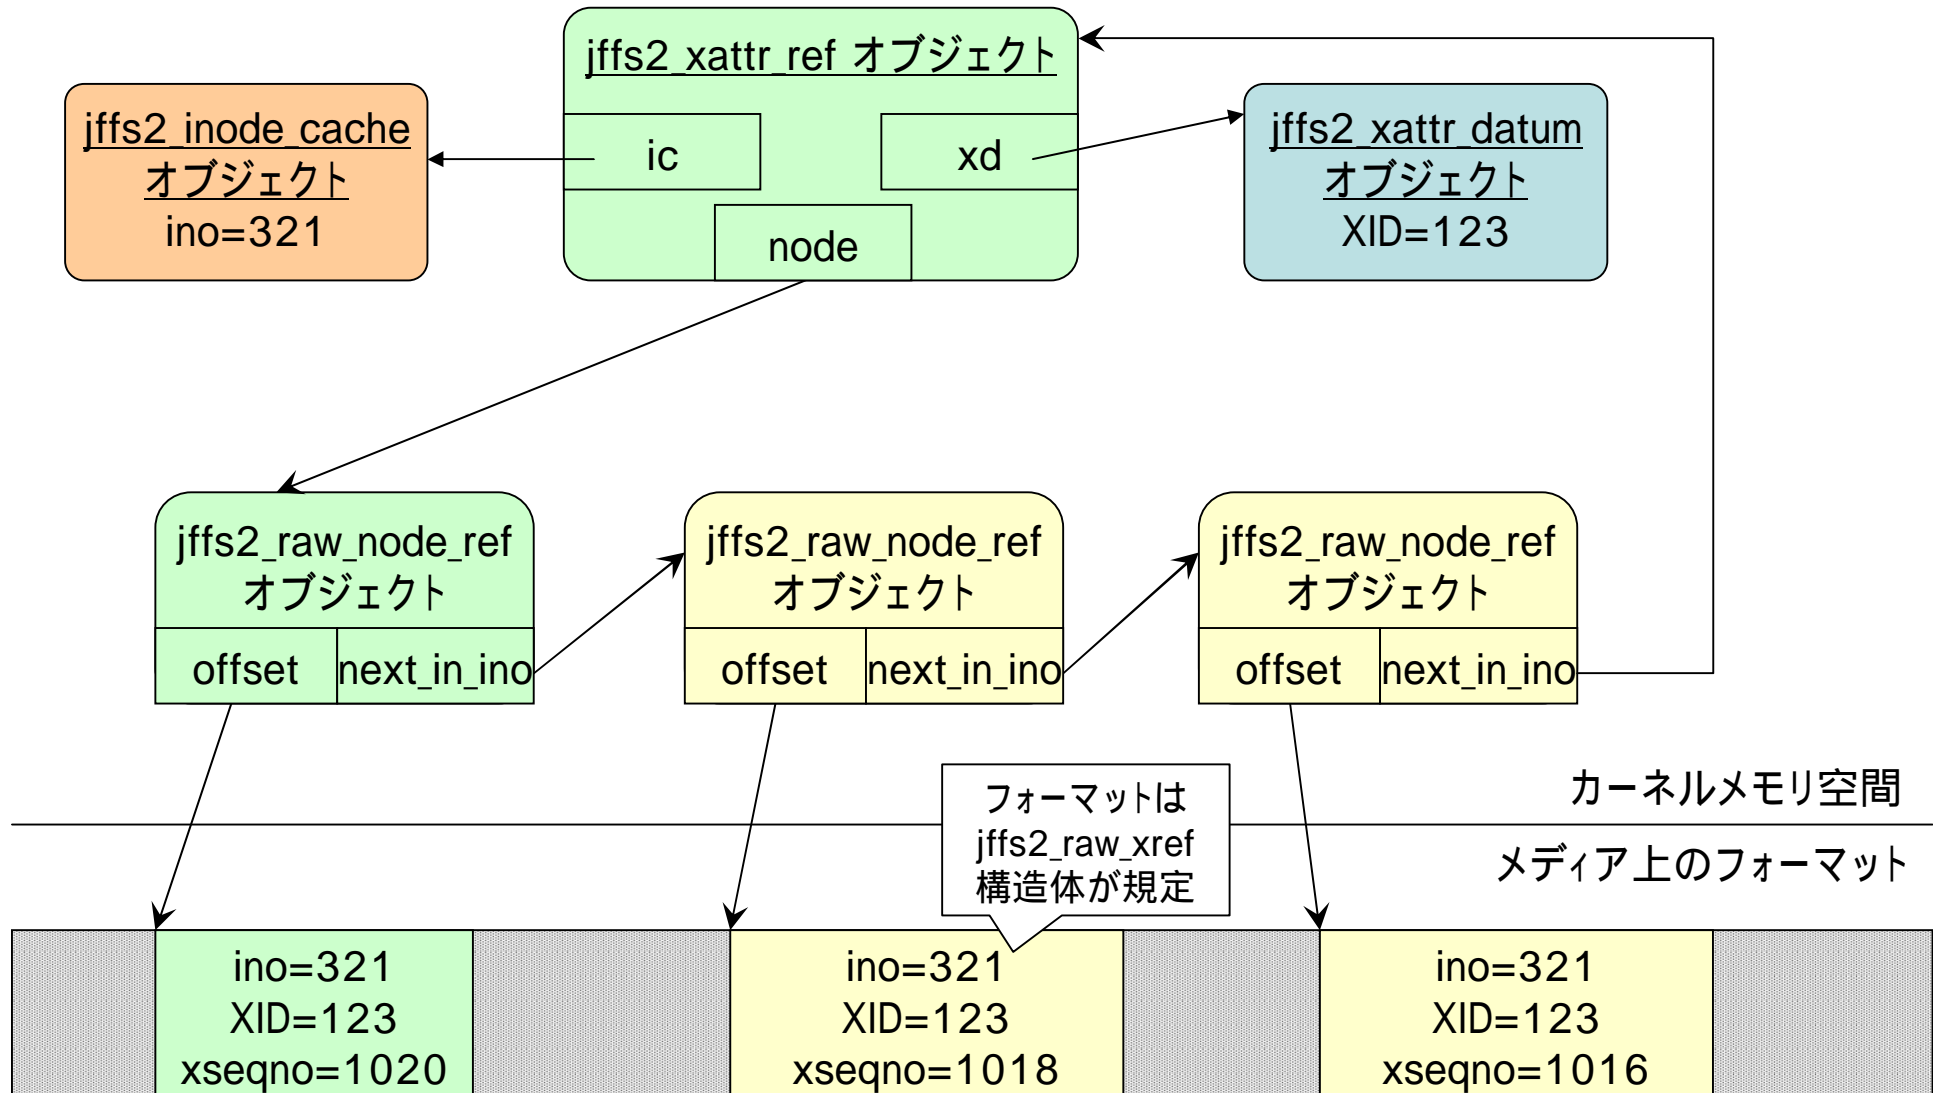 jffs2_xattr_ref オブジェクト
jffs2_inode_cache
オブジェクト
ino=321
ic
xd
node
jffs2_xattr_datum
オブジェクト
XID=123
jffs2_raw_node_ref
オブジェクト
offset
next_in_ino
jffs2_raw_node_ref
オブジェクト
offset
next_in_ino
jffs2_raw_node_ref
オブジェクト
offset
next_in_ino
カーネルメモリ空間
フォーマットは
jffs2_raw_xref
構造体が規定
メディア上のフォーマット
ino=321
XID=123
xseqno=1020
ino=321
XID=123
xseqno=1018
ino=321
XID=123
xseqno=1016